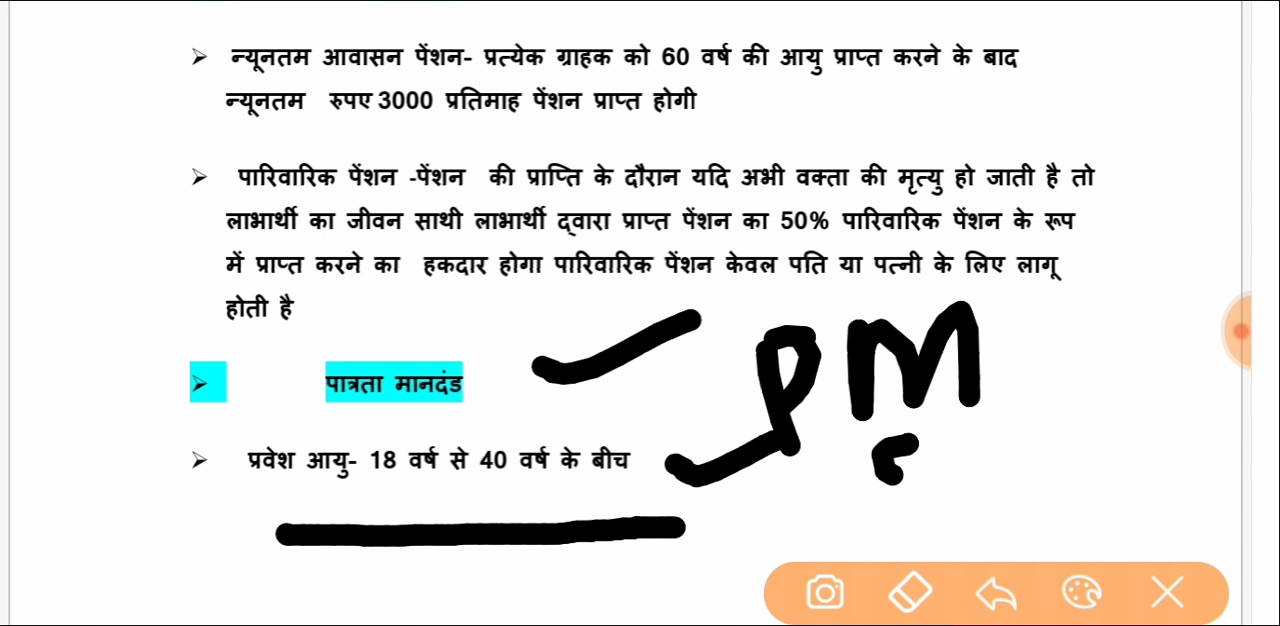 ➢ न्यूनतम आवासन पेंशन- प्रत्येक ग्राहक को 60 वर्ष की आयु प्राप्त करने के बाद
न्यूनतम रुपए 3000 प्रतिमाह पेंशन प्राप्त होगी
➢ पारिवारिक पेंशन -पेंशन की प्राप्ति के दौरान यदि अभी वक्ता की मृत्यु हो जाती है तो
लाभार्थी का जीवन साथी लाभार्थी द्वारा प्राप्त पेंशन का 50% पारिवारिक पेंशन के रूप
में प्राप्त करने का हकदार होगा पारिवारिक पेंशन केवल पति या पत्नी के लिए लागू
होती है
➢ पात्रता मानदंड
PM
➢ प्रवेश आयु- 18 वर्ष से 40 वर्ष के बीच